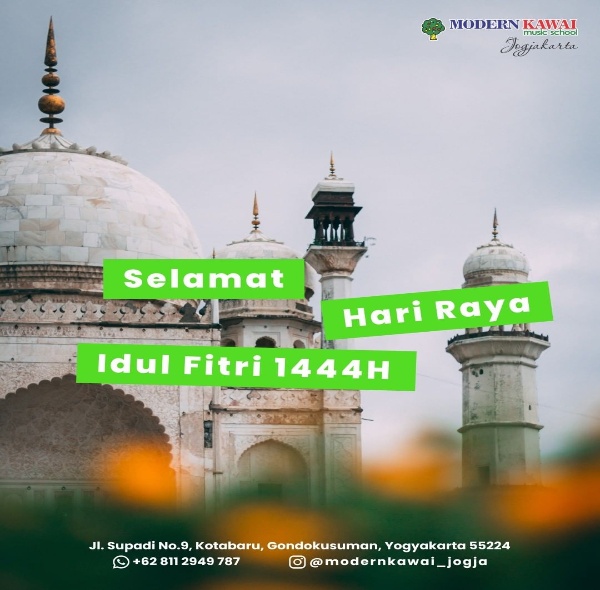 MODERN KAWAI
music school
Jogjakarta
Selamat
Hari Raya
Idul Fitri 1444H
Jl. Supadi No.9, Kotabaru, Gondokusuman, Yogyakarta 55224
+62 811 2949 787 @modernkawai_jogja